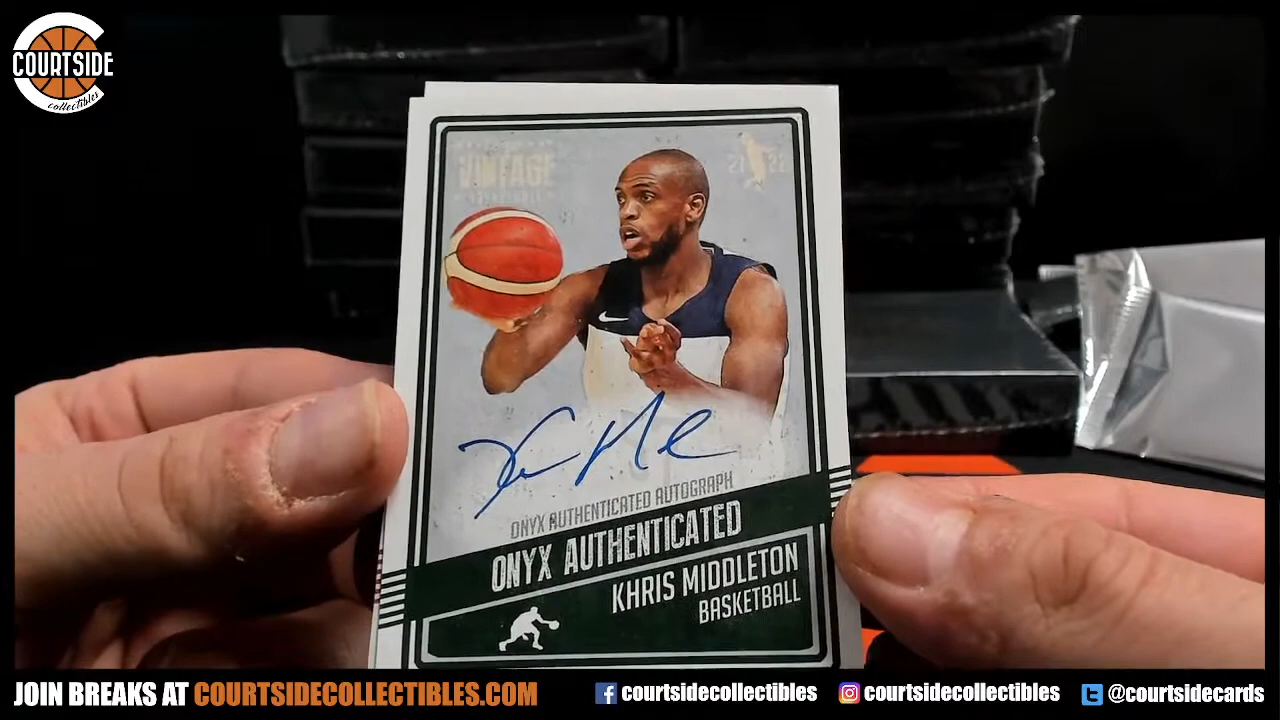 COURTSIDE
collectibles
VINTAGE
21 22
ONYX AUTHENTICATED AUTOGRAPH
ONYX AUTHENTICATED
KHRIS MIDDLETON
BASKETBALL
JOIN BREAKS AT COURTSIDECOLLECTIBLES.COM
courtsidecollectibles
courtsidecollectibles
@courtsidecards